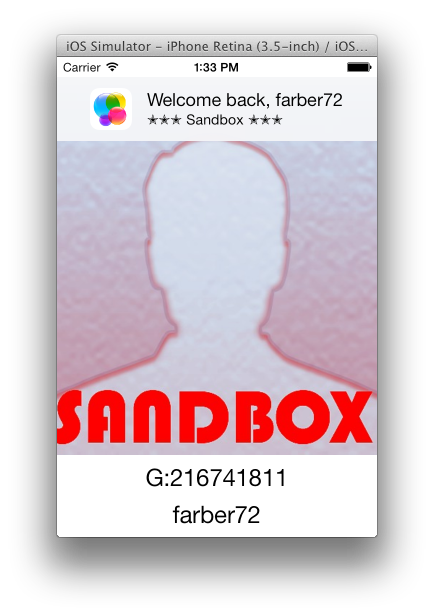 iOS Simulator – iPhone Retina (3.5-inch) / iOS...
Carrier 1:33 PM
Welcome back, farber72
★★★ Sandbox ★★★
SANDBOX
G:216741811
farber72